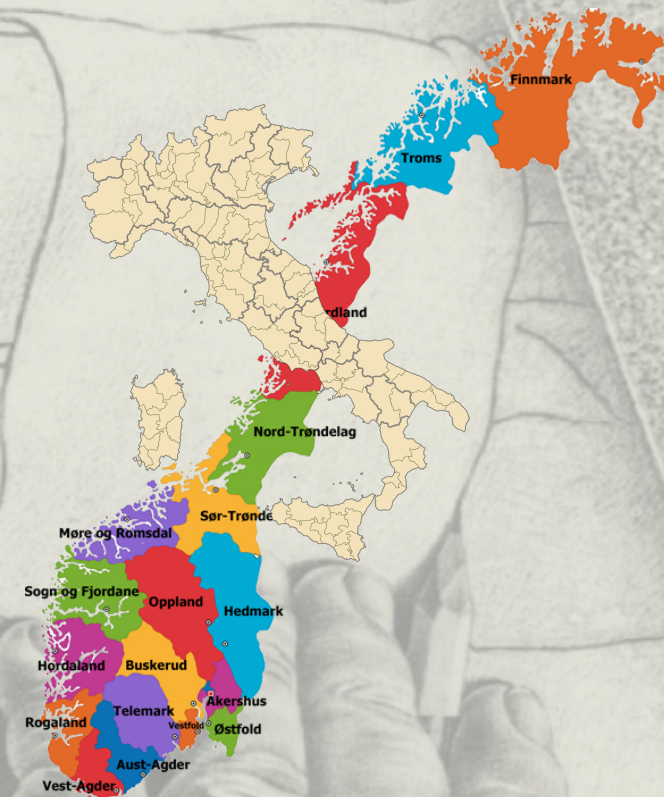 Finnmark
Troms
rdland
Nord-Trøndelag
Sør-Trønde
Møre og Romsdal
Sogn og Fjordane
Oppland
Hedmark
Hordaland
Buskerud
Akershus
Telemark
Rogaland
Vestfold
Østfold
Aust-Agder
Vest-Agder